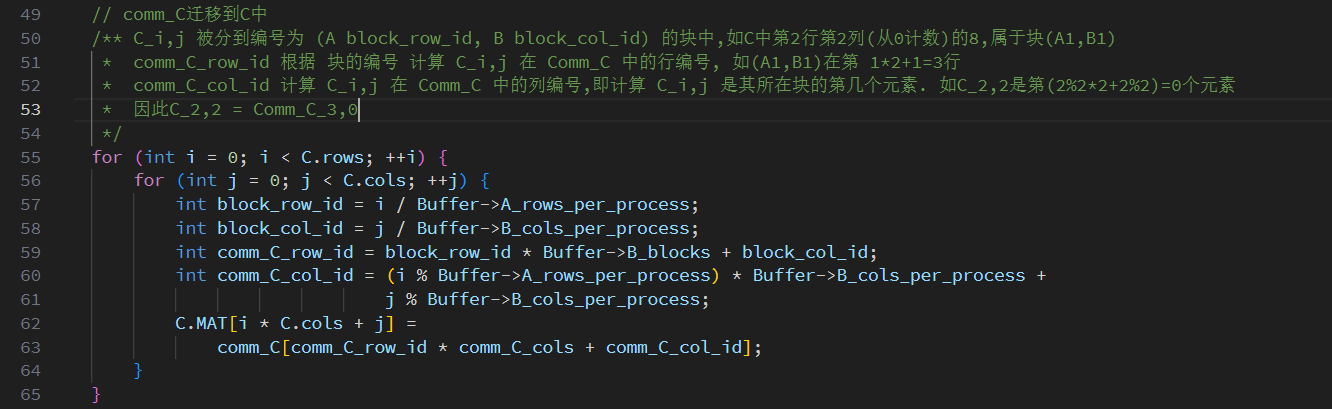 49 // comm_C迁移到C中
50 /** C_i,j 被分到编号为 (A block_row_id, B block_col_id) 的块中,如C中第2行第2列(从0计数)的8,属于块(A1,B1)
51 * comm_C_row_id 根据 块的编号 计算 C_i,j 在 Comm_C 中的行编号, 如(A1,B1)在第 1*2+1=3行
52 * comm_C_col_id 计算 C_i,j 在 Comm_C 中的列编号,即计算 C_i,j 是其所在块的第几个元素. 如C_2,2是第(2%2*2+2%2)=0个元素
53 * 因此C_2,2 = Comm_C_3,0
54 */
55 for (int i = 0; i < C.rows; ++i) {
56 for (int j = 0; j < C.cols; ++j) {
57 int block_row_id = i / Buffer->A_rows_per_process;
58 int block_col_id = j / Buffer->B_cols_per_process;
59 int comm_C_row_id = block_row_id * Buffer->B_blocks + block_col_id;
60 int comm_C_col_id = (i % Buffer->A_rows_per_process) * Buffer->B_cols_per_process +
61 j % Buffer->B_cols_per_process;
62 C.MAT[i * C.cols + j] =
63 comm_C[comm_C_row_id * comm_C_cols + comm_C_col_id];
64 }
65 }